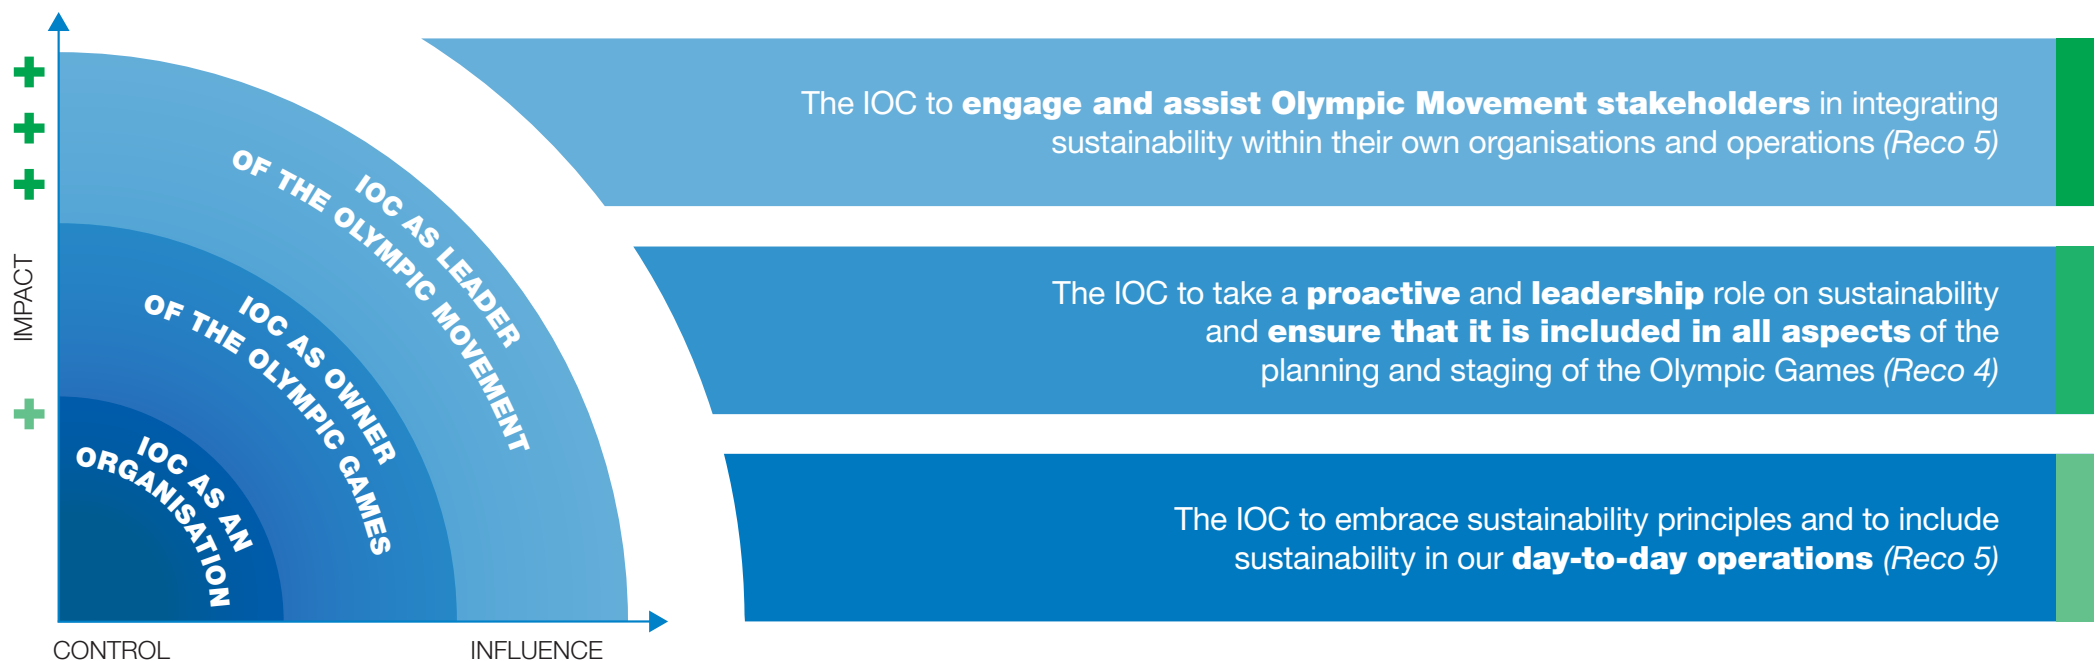 IMPACT
IOC AS LEADER
OF THE OLYMPIC MOVEMENT
IOC AS OWNER
OF THE OLYMPIC GAMES
IOC AS AN
ORGANISATION
CONTROL
INFLUENCE
The IOC to engage and assist Olympic Movement stakeholders in integrating
sustainability within their own organisations and operations (Reco 5)
The IOC to take a proactive and leadership role on sustainability
and ensure that it is included in all aspects of the
planning and staging of the Olympic Games (Reco 4)
The IOC to embrace sustainability principles and to include
sustainability in our day-to-day operations (Reco 5)